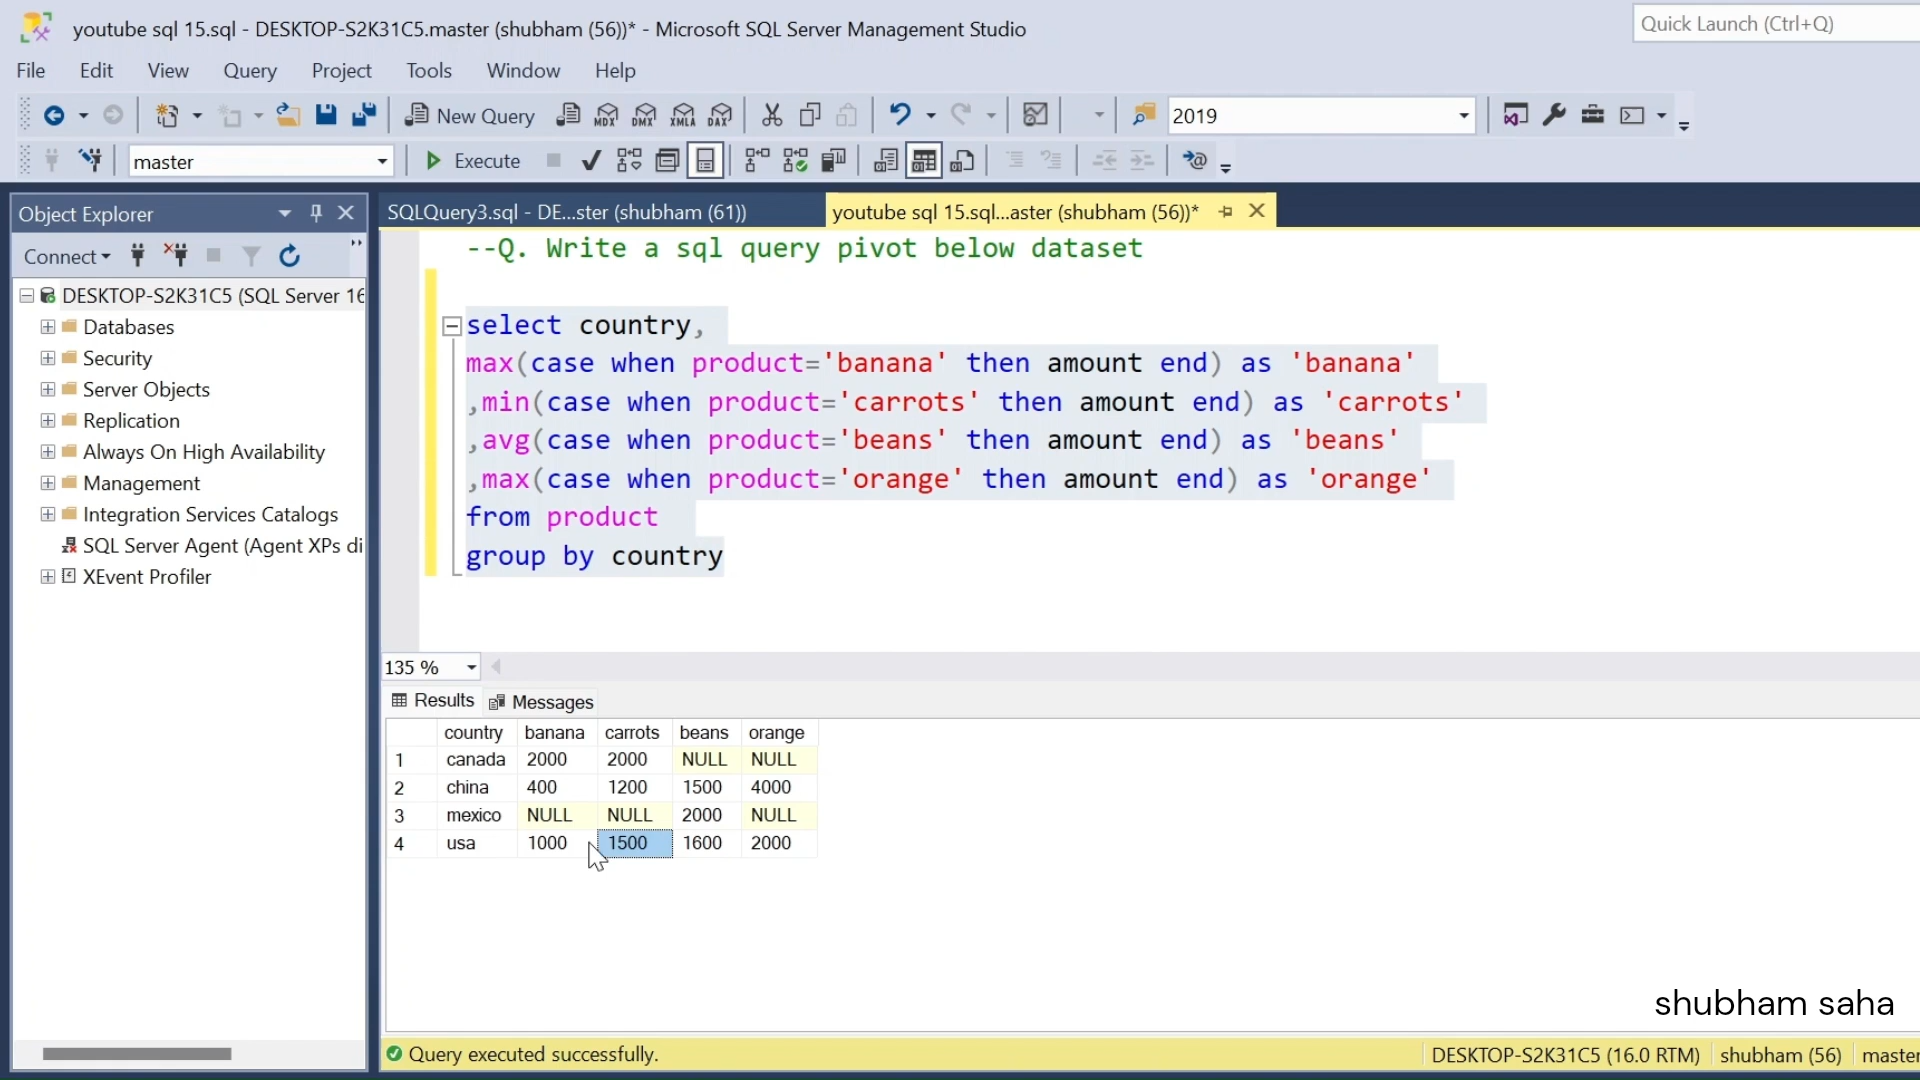 youtube sql 15.sql - DESKTOP-S2K31C5.master (shubham (56))* - Microsoft SQL Server Management Studio
Quick Launch (Ctrl+Q)
File Edit View Query Project Tools Window Help
New Query MDX DMX XMLA DAX 2019
master Execute
Object Explorer
SQLQuery3.sql - DE...ster (shubham (61))
youtube sql 15.sql...aster (shubham (56))*
Connect
DESKTOP-S2K31C5 (SQL Server 16
Databases
Security
Server Objects
Replication
Always On High Availability
Management
Integration Services Catalogs
SQL Server Agent (Agent XPs di
XEvent Profiler
--Q. Write a sql query pivot below dataset
select country,
max(case when product='banana' then amount end) as 'banana'
,min(case when product='carrots' then amount end) as 'carrots'
,avg(case when product='beans' then amount end) as 'beans'
,max(case when product='orange' then amount end) as 'orange'
from product
group by country
135 %
Results Messages
country banana carrots beans orange
1 canada 2000 2000 NULL NULL
2 china 400 1200 1500 4000
3 mexico NULL NULL 2000 NULL
4 usa 1000 1500 1600 2000
shubham saha
Query executed successfully.
DESKTOP-S2K31C5 (16.0 RTM) shubham (56) master